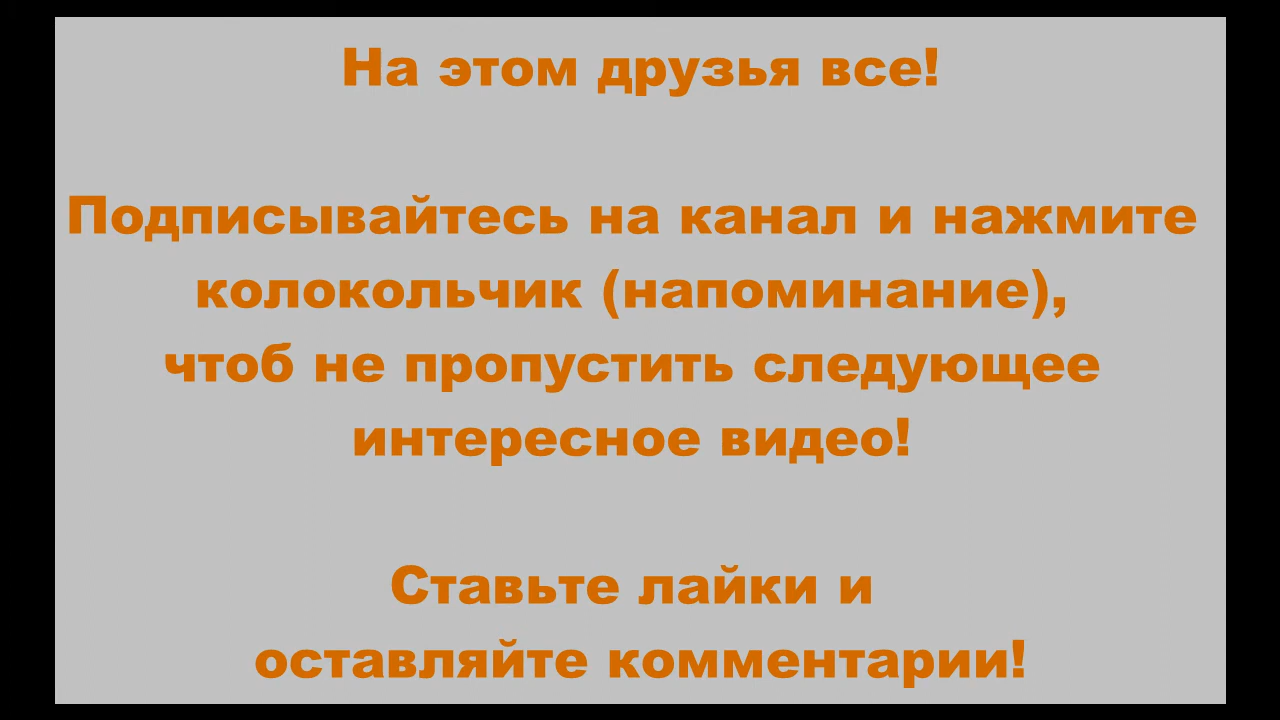 На этом друзья все!
Подписывайтесь на канал и нажмите
колокольчик (напоминание),
чтоб не пропустить следующее
интересное видео!
Ставьте лайки и
оставляйте комментарии!